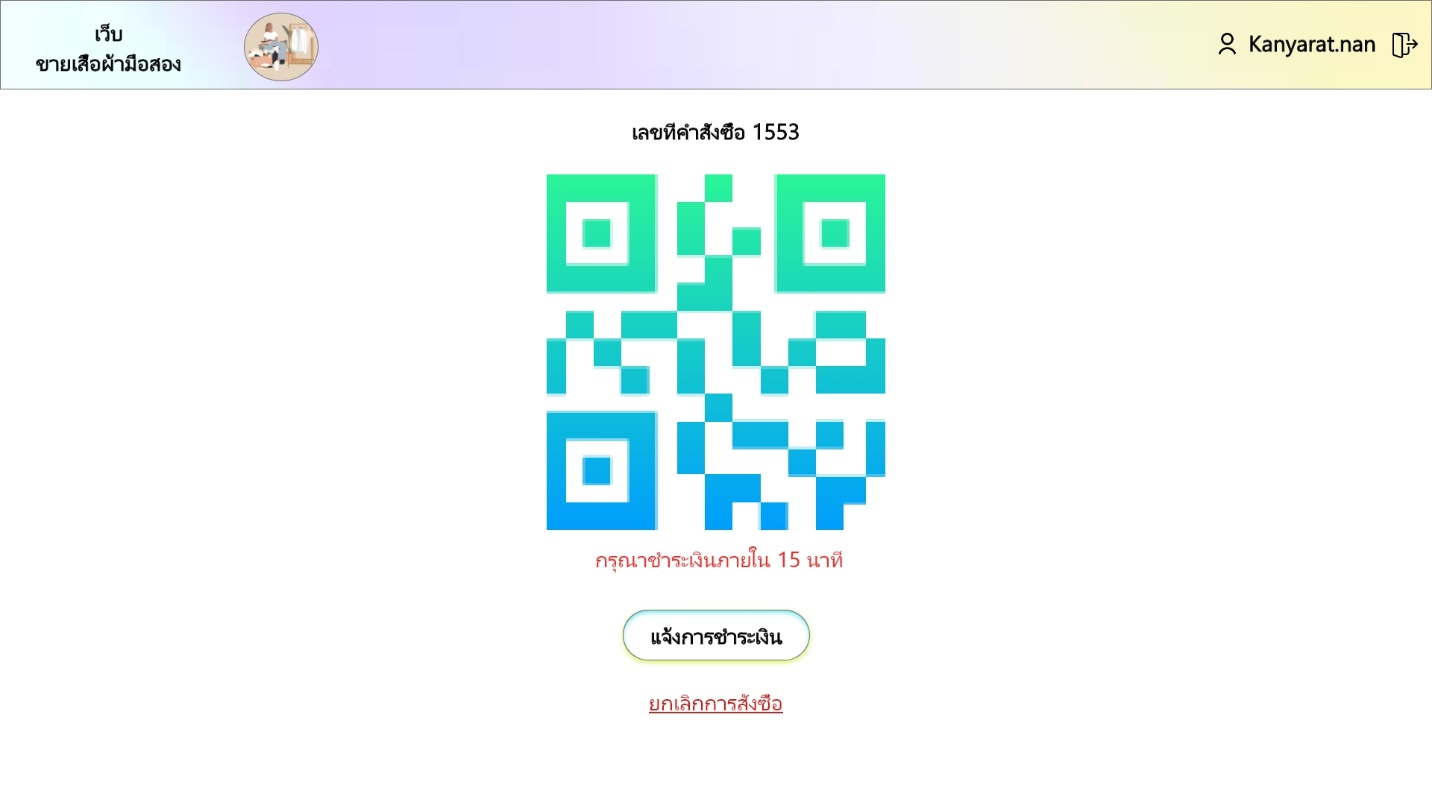 เว็บ
ขายเสื้อผ้ามือสอง
Kanyarat.nan
เลขที่คำสั่งซื้อ 1553
กรุณาชำระเงินภายใน 15 นาที
แจ้งการชำระเงิน
ยกเลิกการสั่งซื้อ